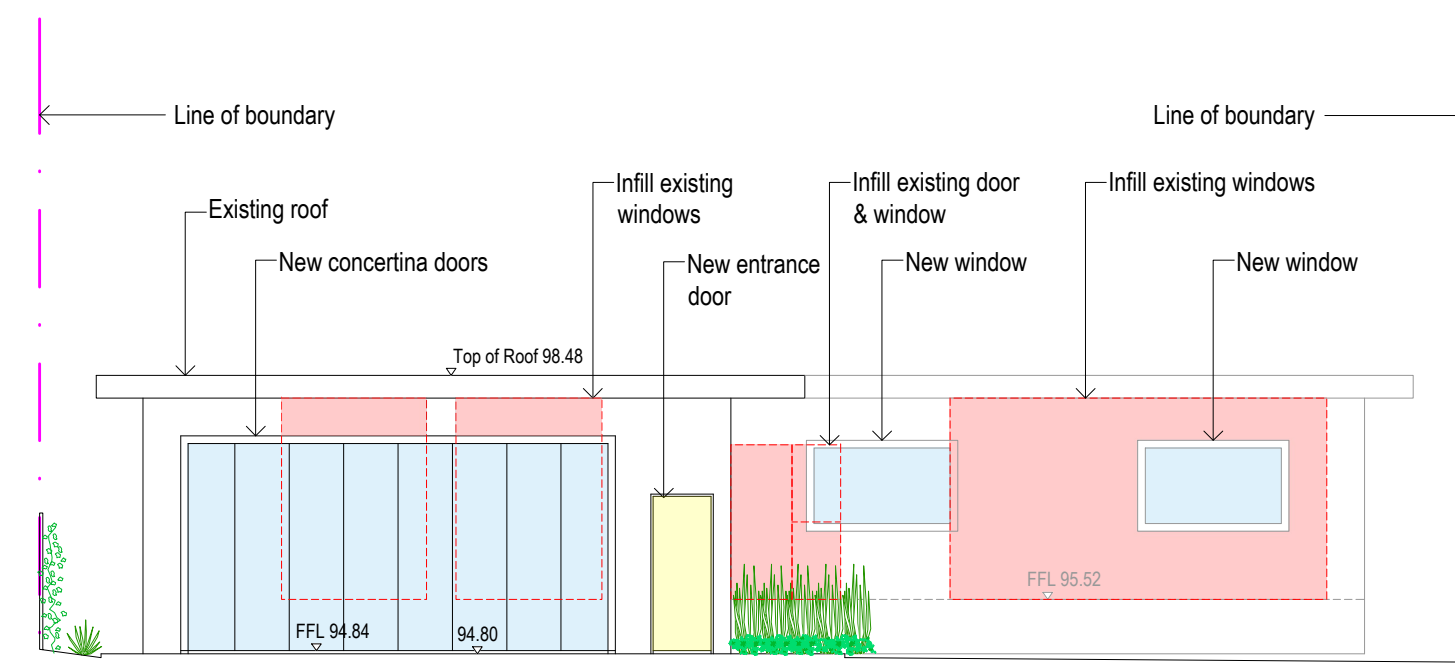 Line of boundary
Line of boundary
Infill existing
windows
Infill existing door
& window
Infill existing windows
Existing roof
New concertina doors
New entrance
door
New window
New window
Top of Roof 98.48
FFL 95.52
FFL 94.84
94.80